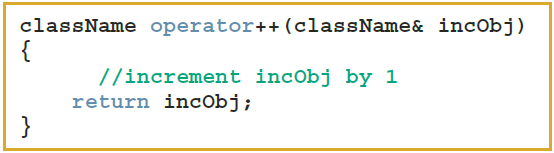 className operator++(className& incObj)
{
//increment incObj by 1
return incObj;
}